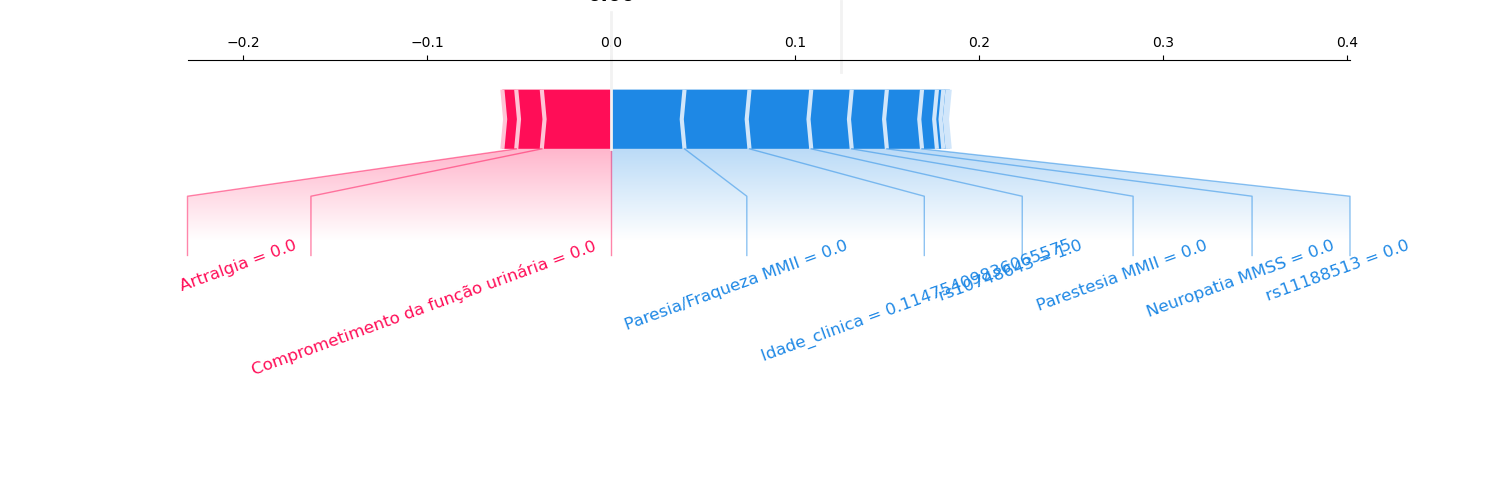 −0.2 −0.1 0.0 0.1 0.2 0.3 0.4
Artralgia = 0.0
Comprometimento da função urinária = 0.0
Paresia/Fraqueza MMII = 0.0
Idade_clinica = 0.11475409836065575
rs10748643 = 1.0
Parestesia MMII = 0.0
Neuropatia MMSS = 0.0
rs11188513 = 0.0